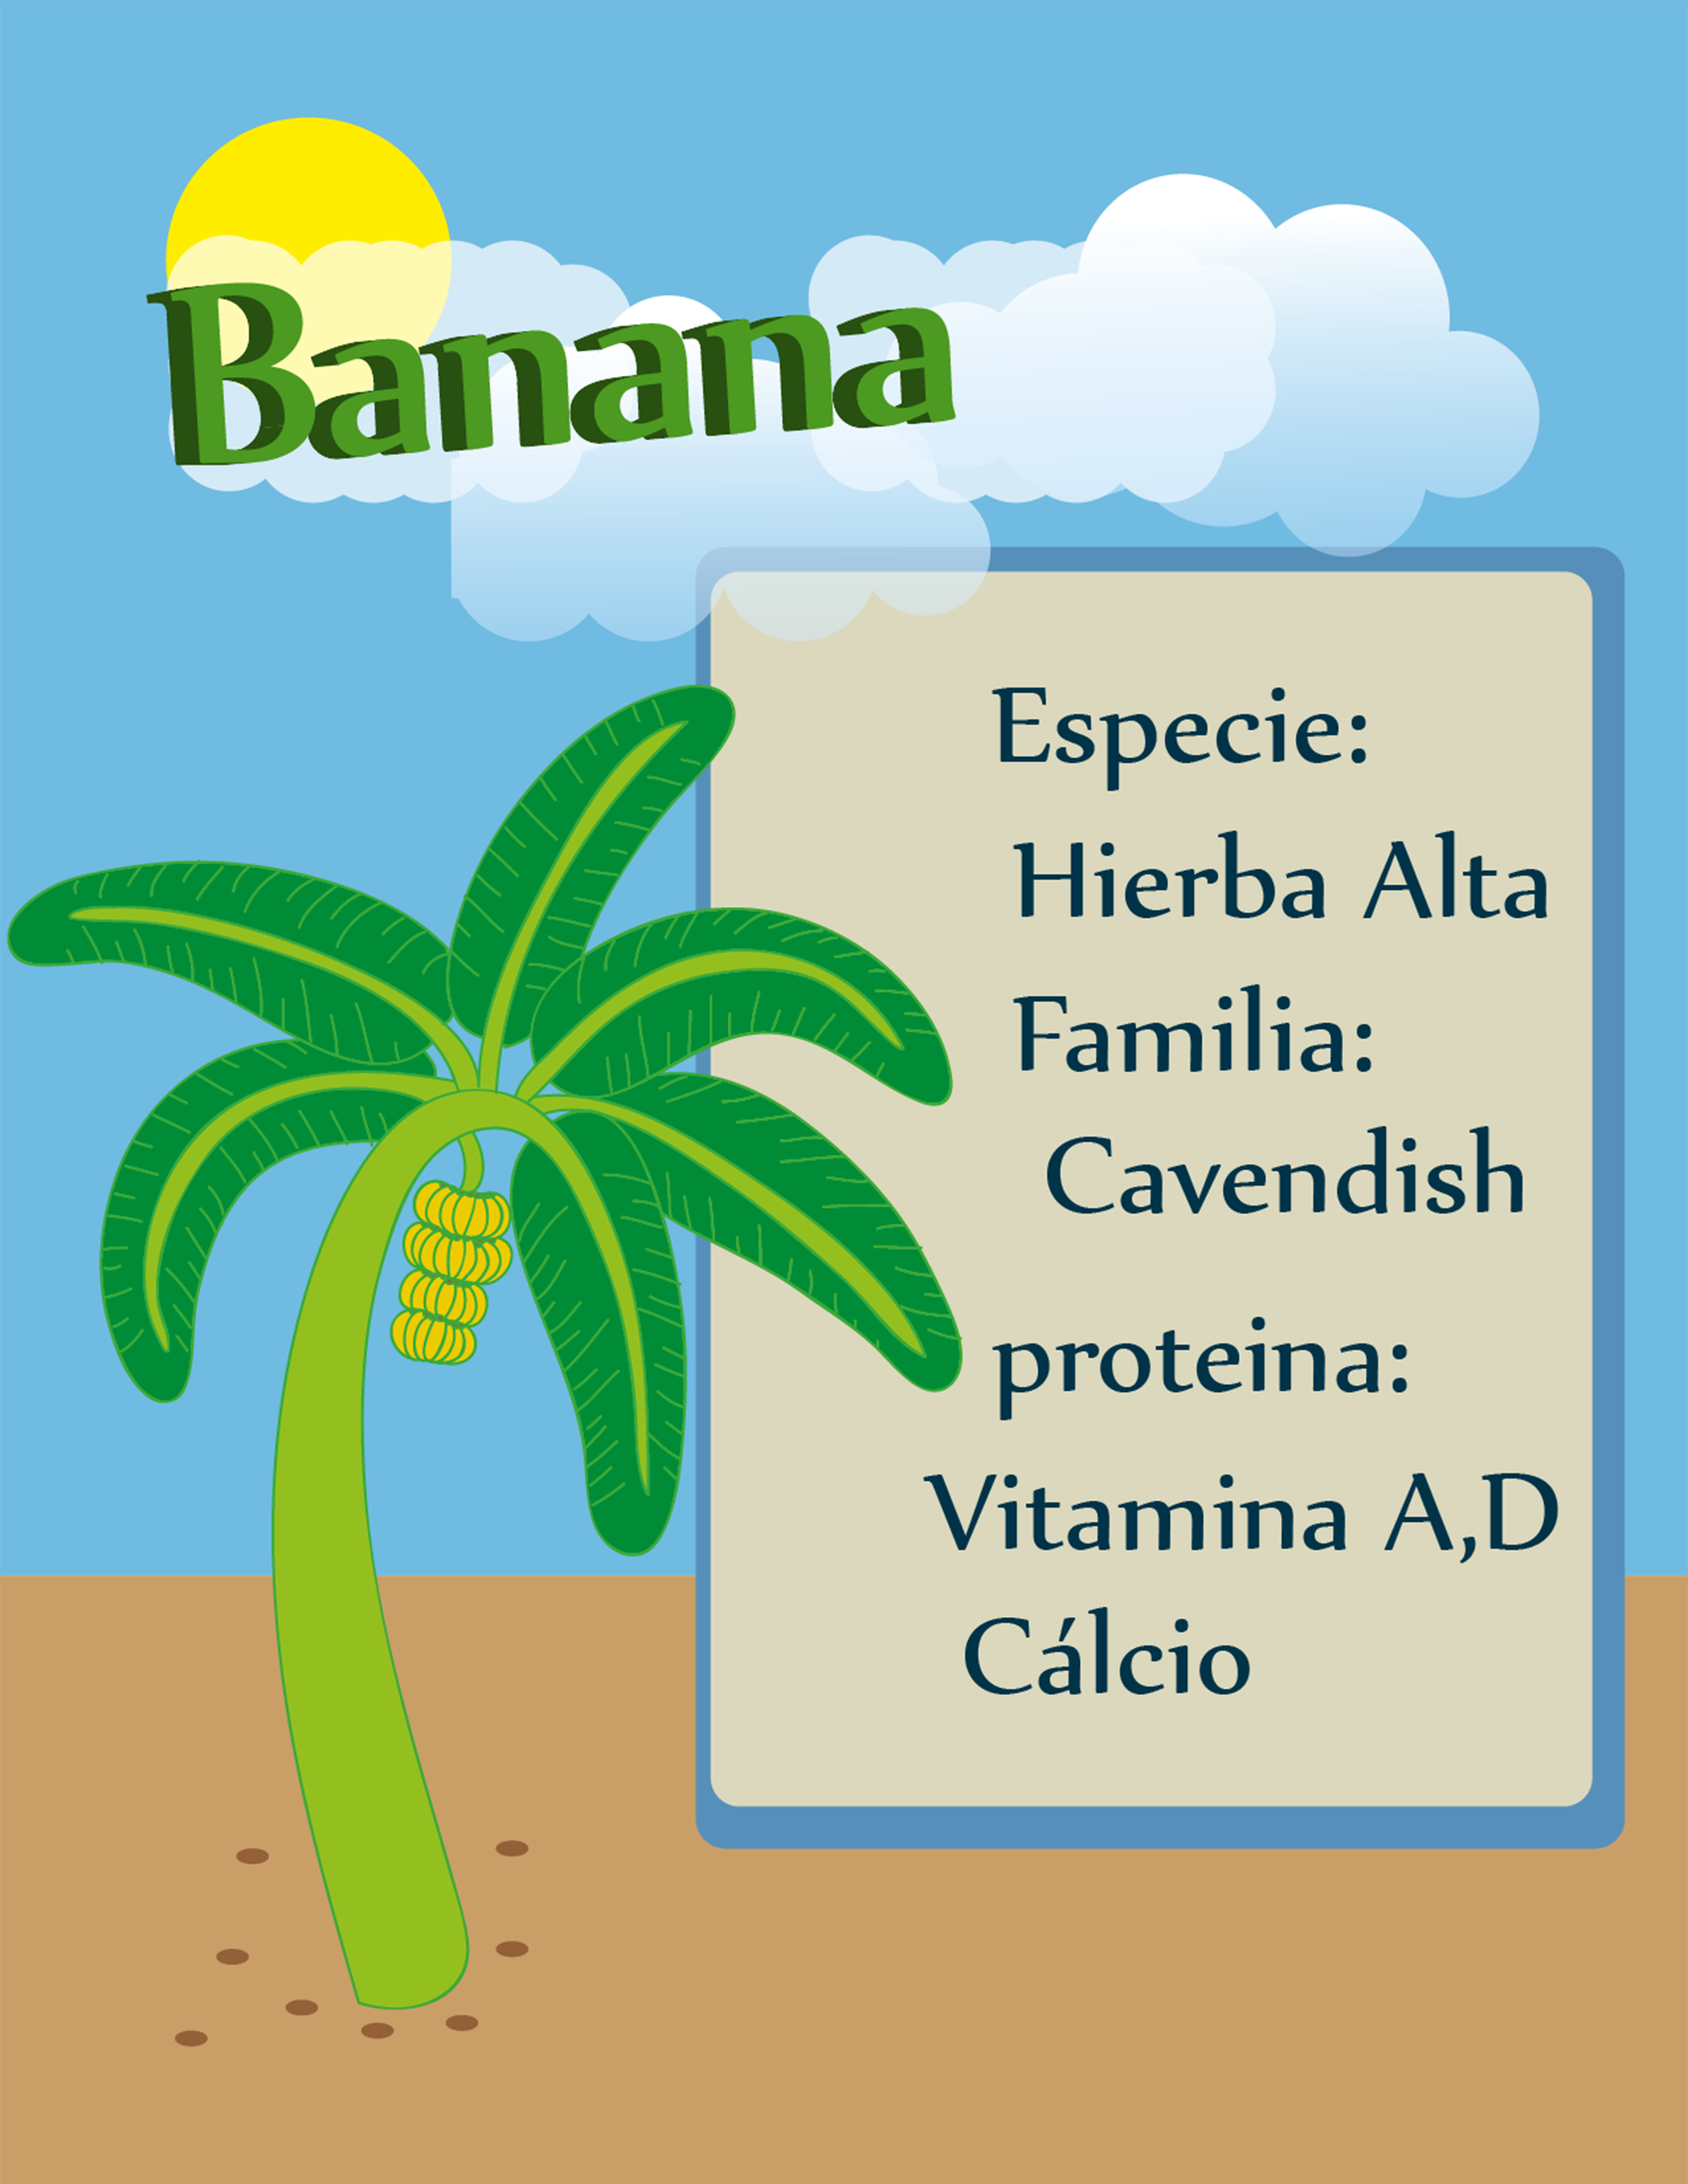 Banana
Especie:
Hierba Alta
Familia:
Cavendish
proteina:
Vitamina A,D
Cálcio